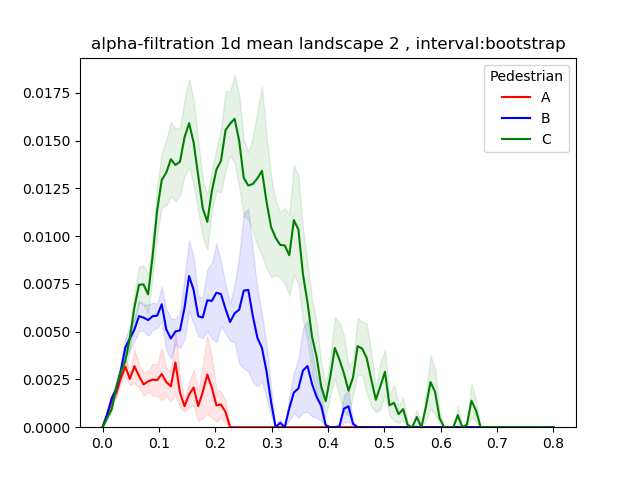 alpha-filtration 1d mean landscape 2 , interval:bootstrap
Pedestrian
A
B
C
0.0175
0.0150
0.0125
0.0100
0.0075
0.0050
0.0025
0.0000
0.0 0.1 0.2 0.3 0.4 0.5 0.6 0.7 0.8